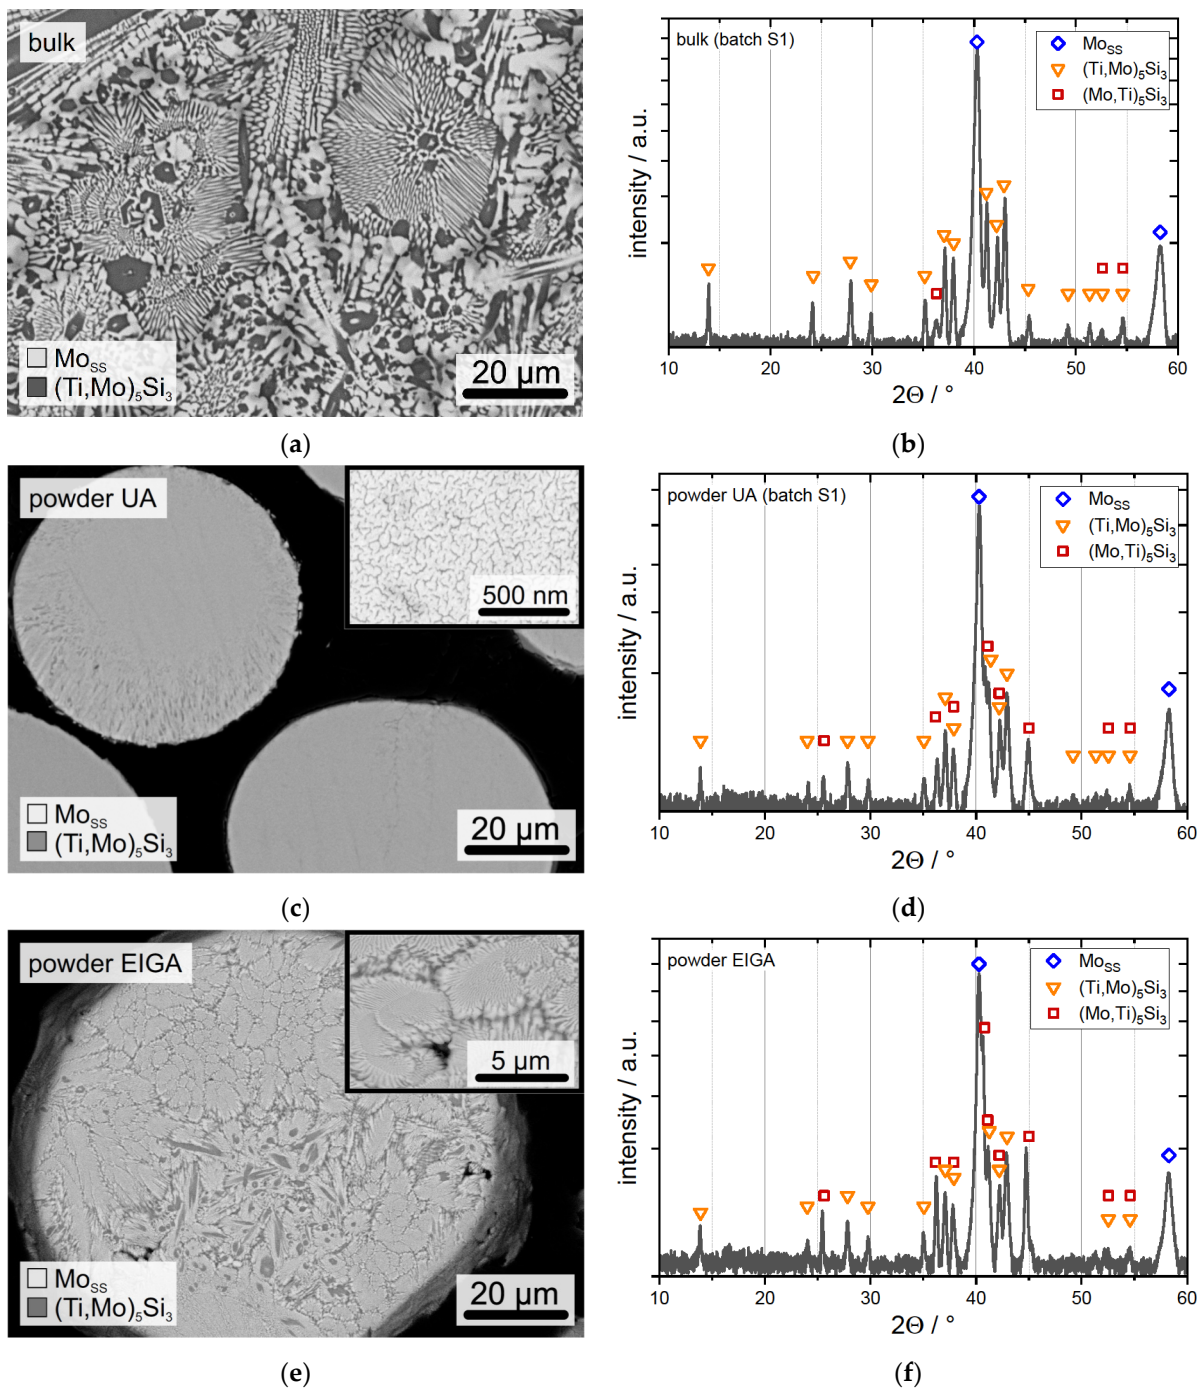 bulk
Mo_SS
(Ti,Mo)_5Si_3
20 µm
(a)
bulk (batch S1)
Mo_SS
(Ti,Mo)_5Si_3
(Mo,Ti)_5Si_3
intensity / a.u.
10 20 30 40 50 60
2Θ / °
(b)
powder UA
500 nm
Mo_SS
(Ti,Mo)_5Si_3
20 µm
(c)
powder UA (batch S1)
Mo_SS
(Ti,Mo)_5Si_3
(Mo,Ti)_5Si_3
intensity / a.u.
10 20 30 40 50 60
2Θ / °
(d)
powder EIGA
5 µm
Mo_SS
(Ti,Mo)_5Si_3
20 µm
(e)
powder EIGA
Mo_SS
(Ti,Mo)_5Si_3
(Mo,Ti)_5Si_3
intensity / a.u.
10 20 30 40 50 60
2Θ / °
(f)